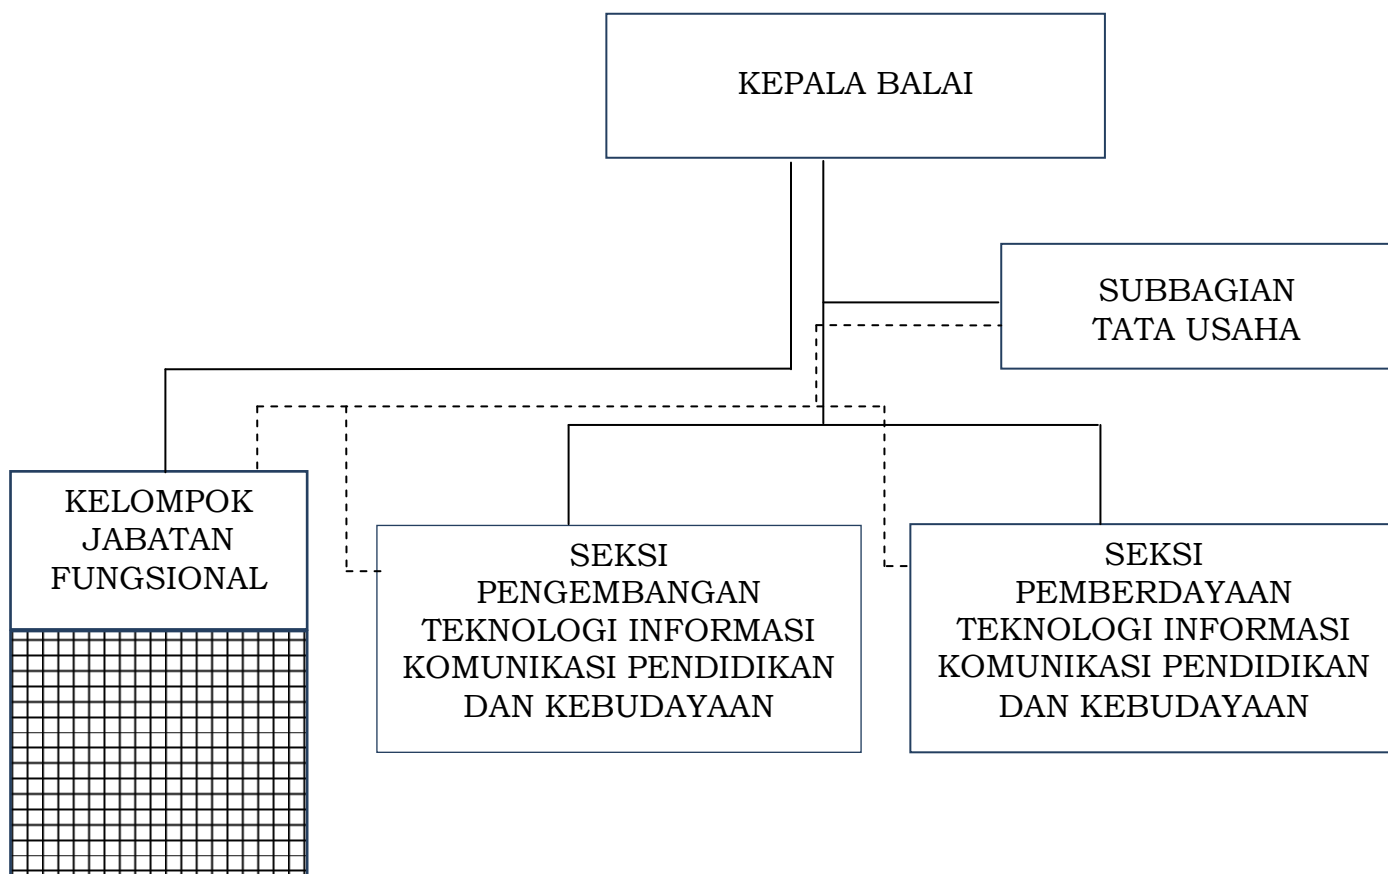 KEPALA BALAI
SUBBAGIAN
TATA USAHA
KELOMPOK
JABATAN
FUNGSIONAL
SEKSI
PENGEMBANGAN
TEKNOLOGI INFORMASI
KOMUNIKASI PENDIDIKAN
DAN KEBUDAYAAN
SEKSI
PEMBERDAYAAN
TEKNOLOGI INFORMASI
KOMUNIKASI PENDIDIKAN
DAN KEBUDAYAAN